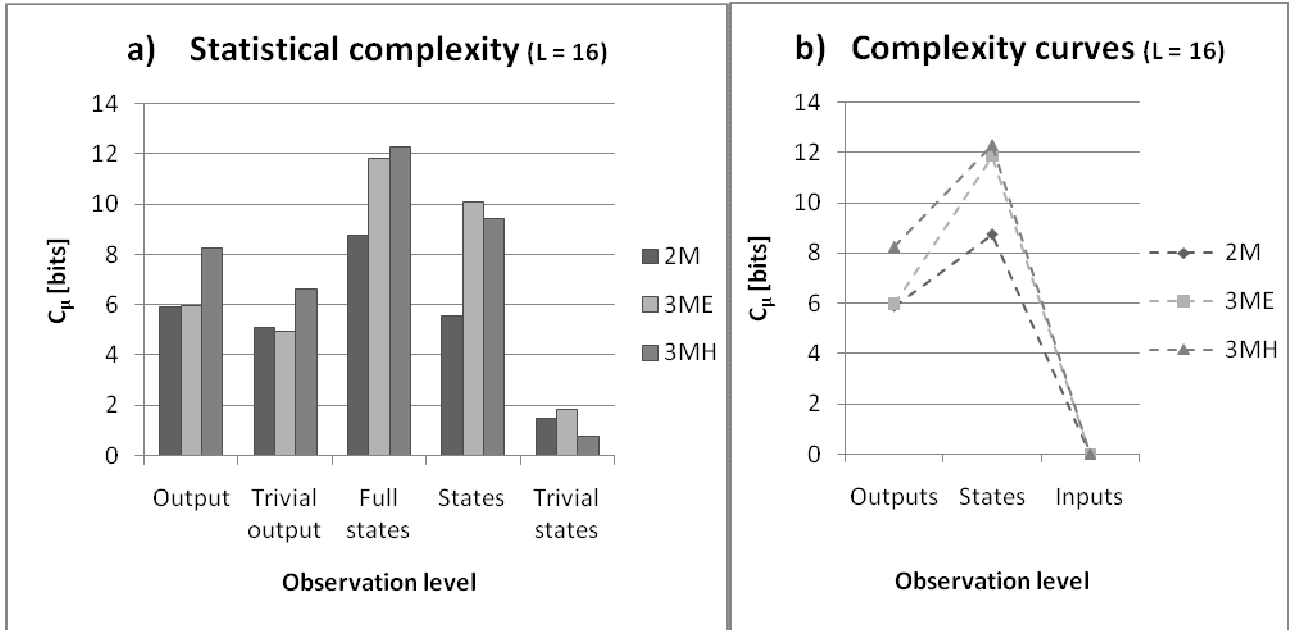 a) Statistical complexity (L = 16)
14
12
10
8
6
4
2
0
Cμ [bits]
Output
Trivial output
Full states
States
Trivial states
Observation level
2M
3ME
3MH
b) Complexity curves (L = 16)
14
12
10
8
6
4
2
0
Cμ [bits]
Outputs States Inputs
Observation level
2M
3ME
3MH